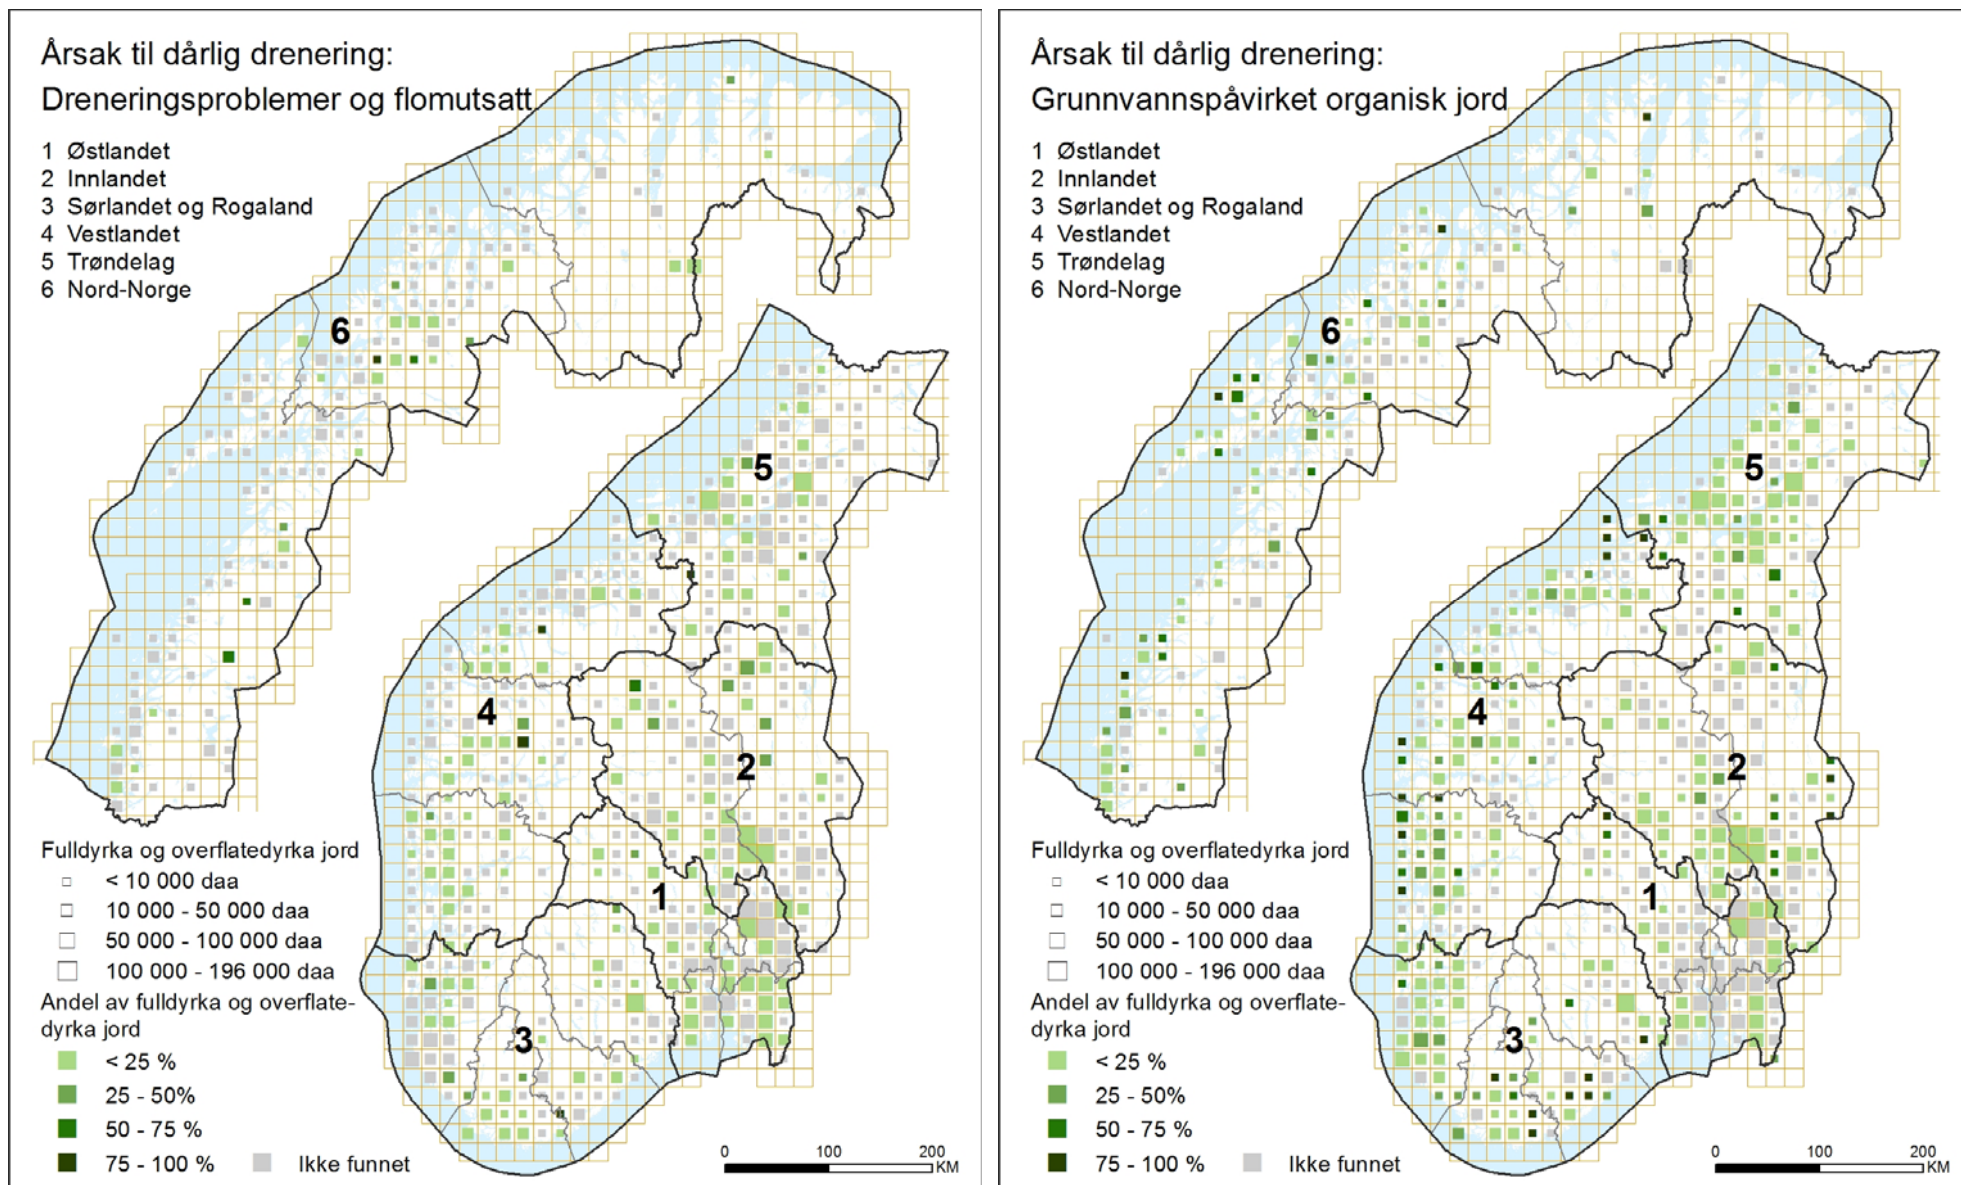 Årsak til dårlig drenering:
Dreneringsproblemer og flomutsatt
1 Østlandet
2 Innlandet
3 Sørlandet og Rogaland
4 Vestlandet
5 Trøndelag
6 Nord-Norge
6
5
4
2
1
3
Fulldyrka og overflatedyrka jord
< 10 000 daa
10 000 - 50 000 daa
50 000 - 100 000 daa
100 000 - 196 000 daa
Andel av fulldyrka og overflate-
dyrka jord
< 25 %
25 - 50%
50 - 75 %
75 - 100 %
Ikke funnet
0 100 200
KM
Årsak til dårlig drenering:
Grunnvannspåvirket organisk jord
1 Østlandet
2 Innlandet
3 Sørlandet og Rogaland
4 Vestlandet
5 Trøndelag
6 Nord-Norge
6
5
4
2
1
3
Fulldyrka og overflatedyrka jord
< 10 000 daa
10 000 - 50 000 daa
50 000 - 100 000 daa
100 000 - 196 000 daa
Andel av fulldyrka og overflate-
dyrka jord
< 25 %
25 - 50%
50 - 75 %
75 - 100 %
Ikke funnet
0 100 200
KM